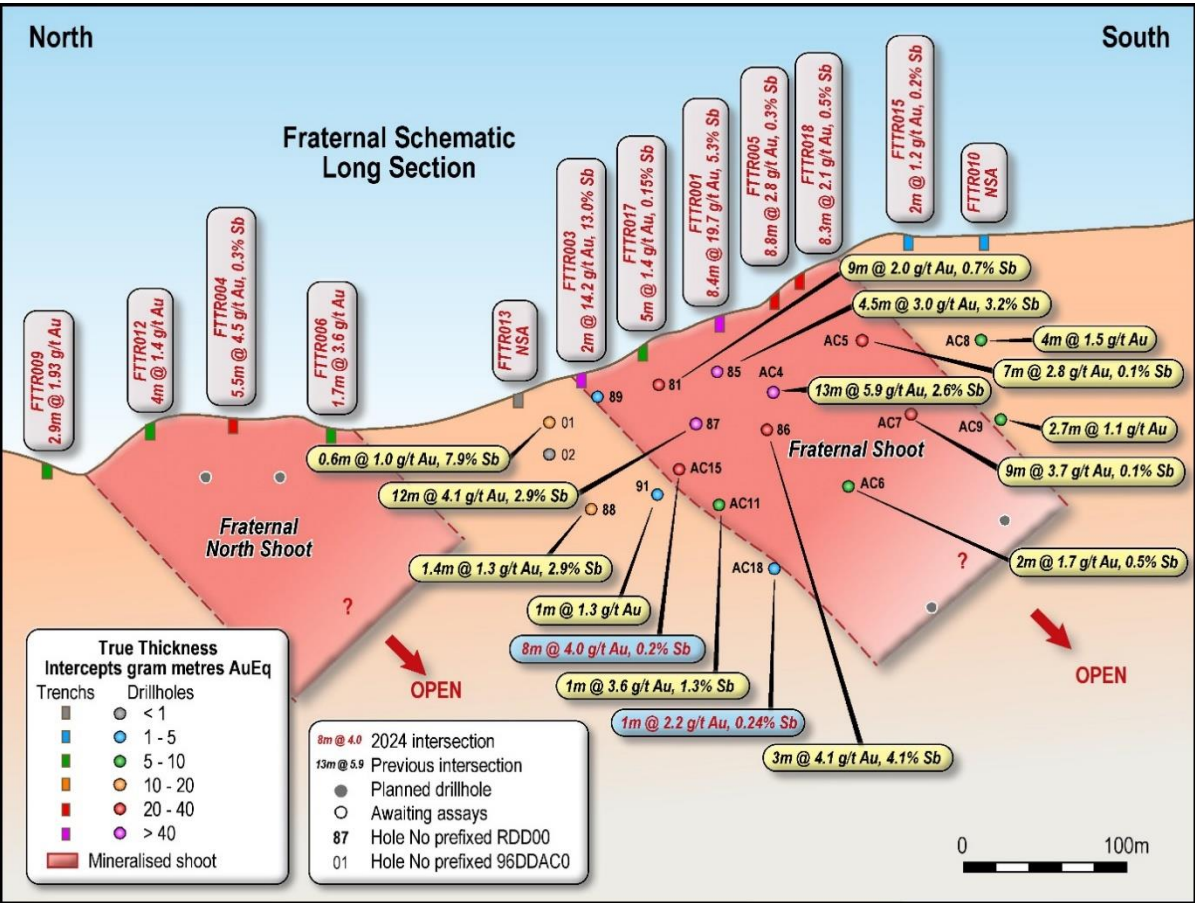 North
South
Fraternal Schematic
Long Section
FTTR009
2.9m @ 1.93 g/t Au
FTTR012
4m @ 1.4 g/t Au
FTTR004
5.5m @ 4.5 g/t Au, 0.3% Sb
FTTR006
1.7m @ 3.6 g/t Au
FTTR013
NSA
FTTR003
2m @ 14.2 g/t Au, 13.0% Sb
FTTR017
5m @ 1.4 g/t Au, 0.15% Sb
FTTR001
8.4m @ 19.7 g/t Au, 5.3% Sb
FTTR005
8.8m @ 2.8 g/t Au, 0.3% Sb
FTTR018
8.3m @ 2.1 g/t Au, 0.5% Sb
FTTR015
2m @ 1.2 g/t Au, 0.2% Sb
FTTR010
NSA
9m @ 2.0 g/t Au, 0.7% Sb
4.5m @ 3.0 g/t Au, 3.2% Sb
AC5
AC8
4m @ 1.5 g/t Au
7m @ 2.8 g/t Au, 0.1% Sb
85
AC4
81
89
13m @ 5.9 g/t Au, 2.6% Sb
01
87
86
AC7
AC9
2.7m @ 1.1 g/t Au
Fraternal Shoot
0.6m @ 1.0 g/t Au, 7.9% Sb
02
AC15
9m @ 3.7 g/t Au, 0.1% Sb
12m @ 4.1 g/t Au, 2.9% Sb
91
AC6
88
AC11
Fraternal
North Shoot
?
?
1.4m @ 1.3 g/t Au, 2.9% Sb
AC18
2m @ 1.7 g/t Au, 0.5% Sb
1m @ 1.3 g/t Au
8m @ 4.0 g/t Au, 0.2% Sb
1m @ 3.6 g/t Au, 1.3% Sb
1m @ 2.2 g/t Au, 0.24% Sb
3m @ 4.1 g/t Au, 4.1% Sb
OPEN
OPEN
True Thickness
Intercepts gram metres AuEq
Trenchs Drillholes
< 1
1 - 5
5 - 10
10 - 20
20 - 40
> 40
Mineralised shoot
8m @ 4.0 2024 intersection
13m @ 5.9 Previous intersection
Planned drillhole
Awaiting assays
87 Hole No prefixed RDD00
01 Hole No prefixed 96DDAC0
0 100m